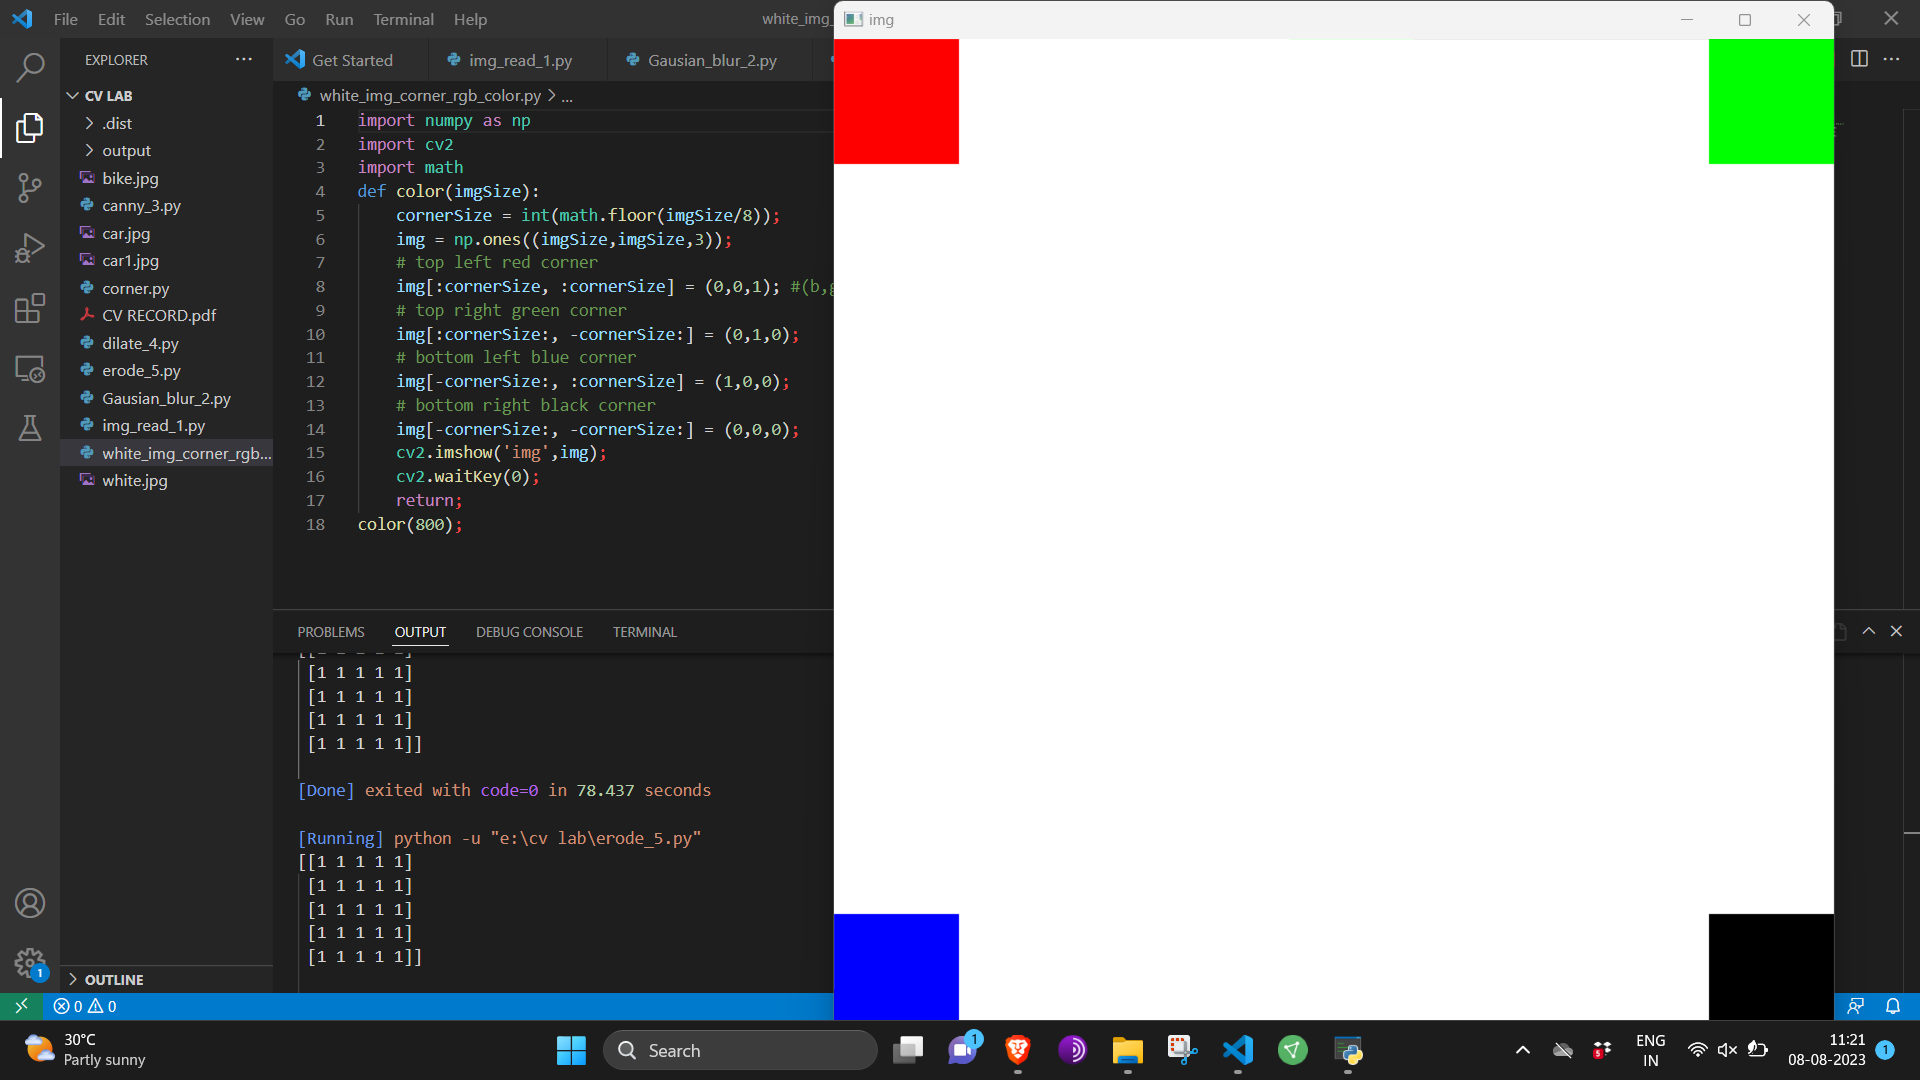 File Edit Selection View Go Run Terminal Help
white_img_
img
EXPLORER
Get Started
img_read_1.py
Gausian_blur_2.py
CV LAB
.dist
output
bike.jpg
canny_3.py
car.jpg
car1.jpg
corner.py
CV RECORD.pdf
dilate_4.py
erode_5.py
Gausian_blur_2.py
img_read_1.py
white_img_corner_rgb...
white.jpg
OUTLINE
white_img_corner_rgb_color.py > ...
1 import numpy as np
2 import cv2
3 import math
4 def color(imgSize):
5 cornerSize = int(math.floor(imgSize/8));
6 img = np.ones((imgSize,imgSize,3));
7 # top left red corner
8 img[:cornerSize, :cornerSize] = (0,0,1); #(b,g
9 # top right green corner
10 img[:cornerSize:, -cornerSize:] = (0,1,0);
11 # bottom left blue corner
12 img[-cornerSize:, :cornerSize] = (1,0,0);
13 # bottom right black corner
14 img[-cornerSize:, -cornerSize:] = (0,0,0);
15 cv2.imshow('img',img);
16 cv2.waitKey(0);
17 return;
18 color(800);
PROBLEMS OUTPUT DEBUG CONSOLE TERMINAL
[1 1 1 1 1]
[1 1 1 1 1]
[1 1 1 1 1]
[1 1 1 1 1]]
[Done] exited with code=0 in 78.437 seconds
[Running] python -u "e:\cv lab\erode_5.py"
[[1 1 1 1 1]
[1 1 1 1 1]
[1 1 1 1 1]
[1 1 1 1 1]
[1 1 1 1 1]]
1
0 0
30°C
Partly sunny
Search
1
5
ENG
IN
11:21
08-08-2023
1